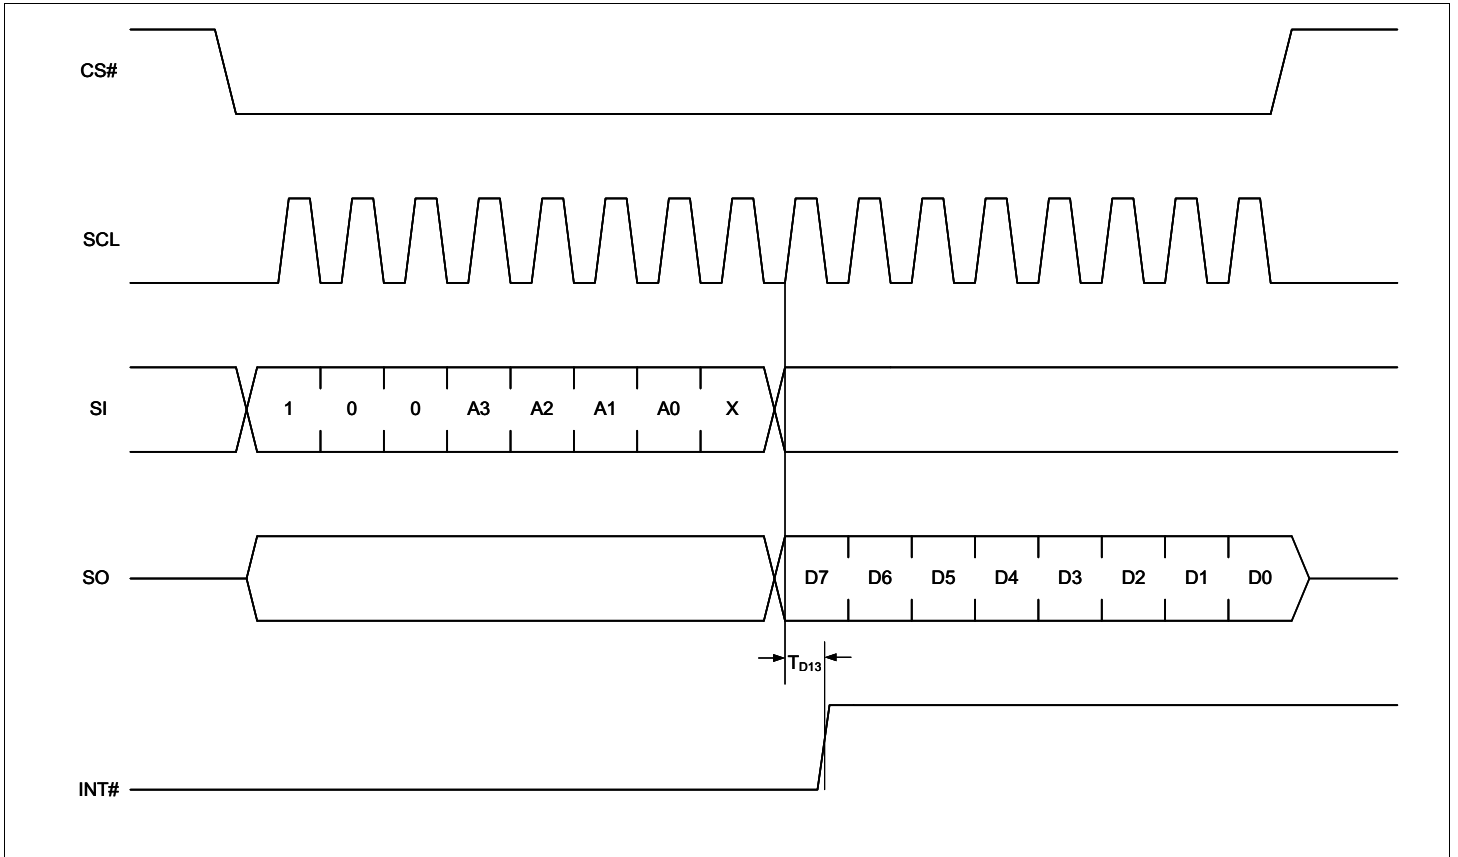 CS#
SCL
SI 1 0 0 A3 A2 A1 A0 X
SO D7 D6 D5 D4 D3 D2 D1 D0
TD13
INT#